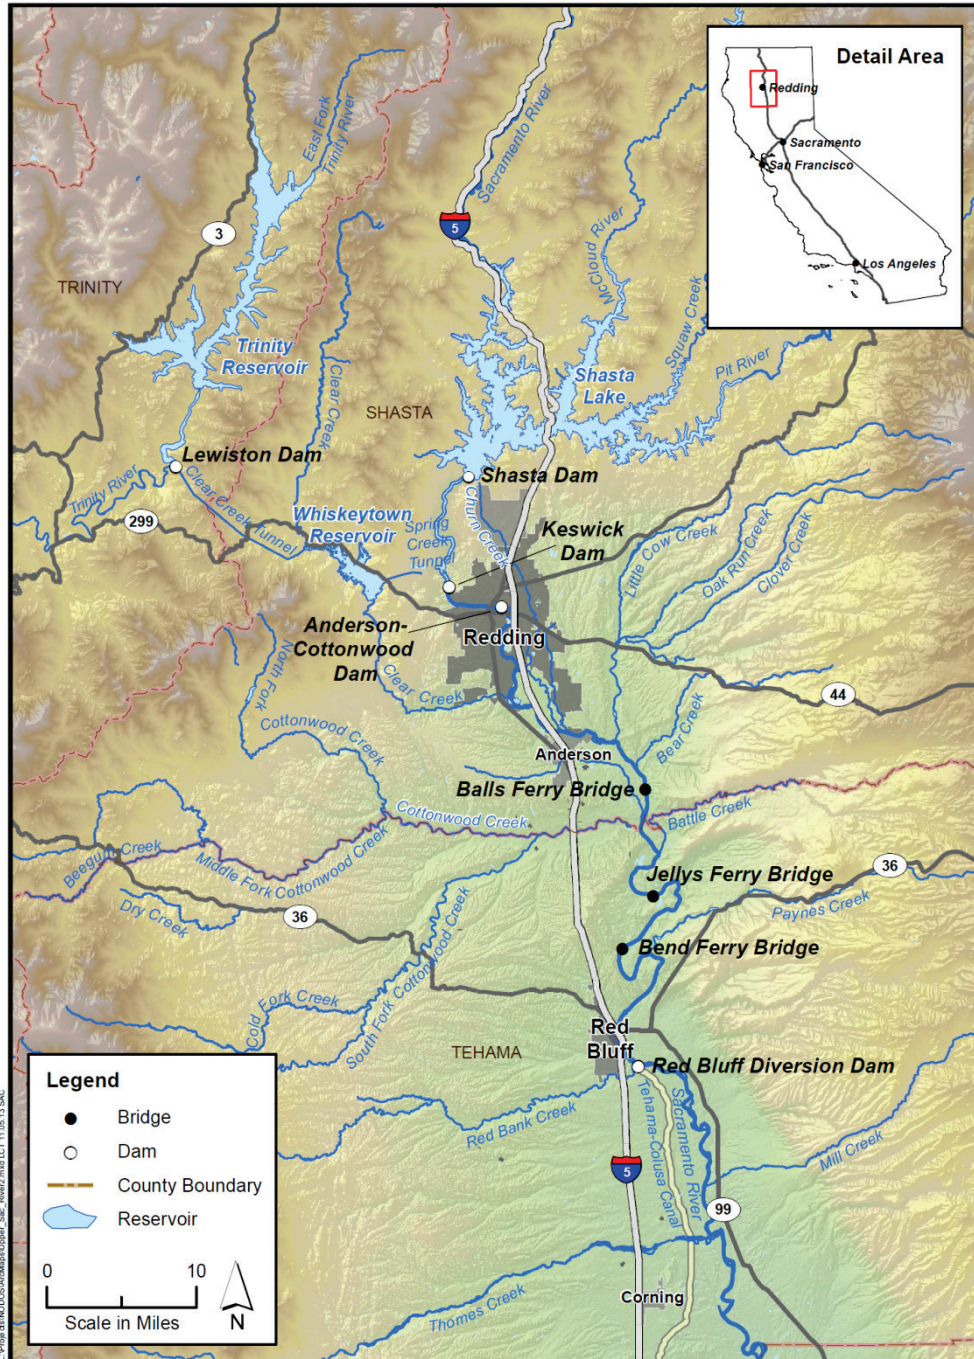 Detail Area
Redding
Sacramento
San Francisco
Los Angeles
East Fork
Trinity River
Sacramento River
5
3
McCloud River
TRINITY
Squaw Creek
Pit River
Trinity
Reservoir
Clear Creek
Shasta
Lake
SHASTA
Lewiston Dam
Shasta Dam
Trinity River
Clear Creek Tunnel
299
Whiskeytown
Reservoir
Spring
Creek
Tunnel
Churn Creek
Keswick
Dam
Little Cow Creek
Oak Run Creek
Clover Creek
Anderson-
Cottonwood
Dam
Redding
North Fork
Cottonwood Creek
Clear Creek
44
Bear Creek
Anderson
Balls Ferry Bridge
Cottonwood Creek
Battle Creek
Beegum Creek
Middle Fork Cottonwood Creek
Jellys Ferry Bridge
36
Paynes Creek
Dry Creek
36
Bend Ferry Bridge
Cold Fork Creek
South Fork Cottonwood Creek
TEHAMA
Red
Bluff
Red Bluff Diversion Dam
Red Bank Creek
Tehama-Colusa Canal
Sacramento River
Mill Creek
5
99
Corning
Thomes Creek
Legend
Bridge
Dam
County Boundary
Reservoir
0
10
Scale in Miles
N